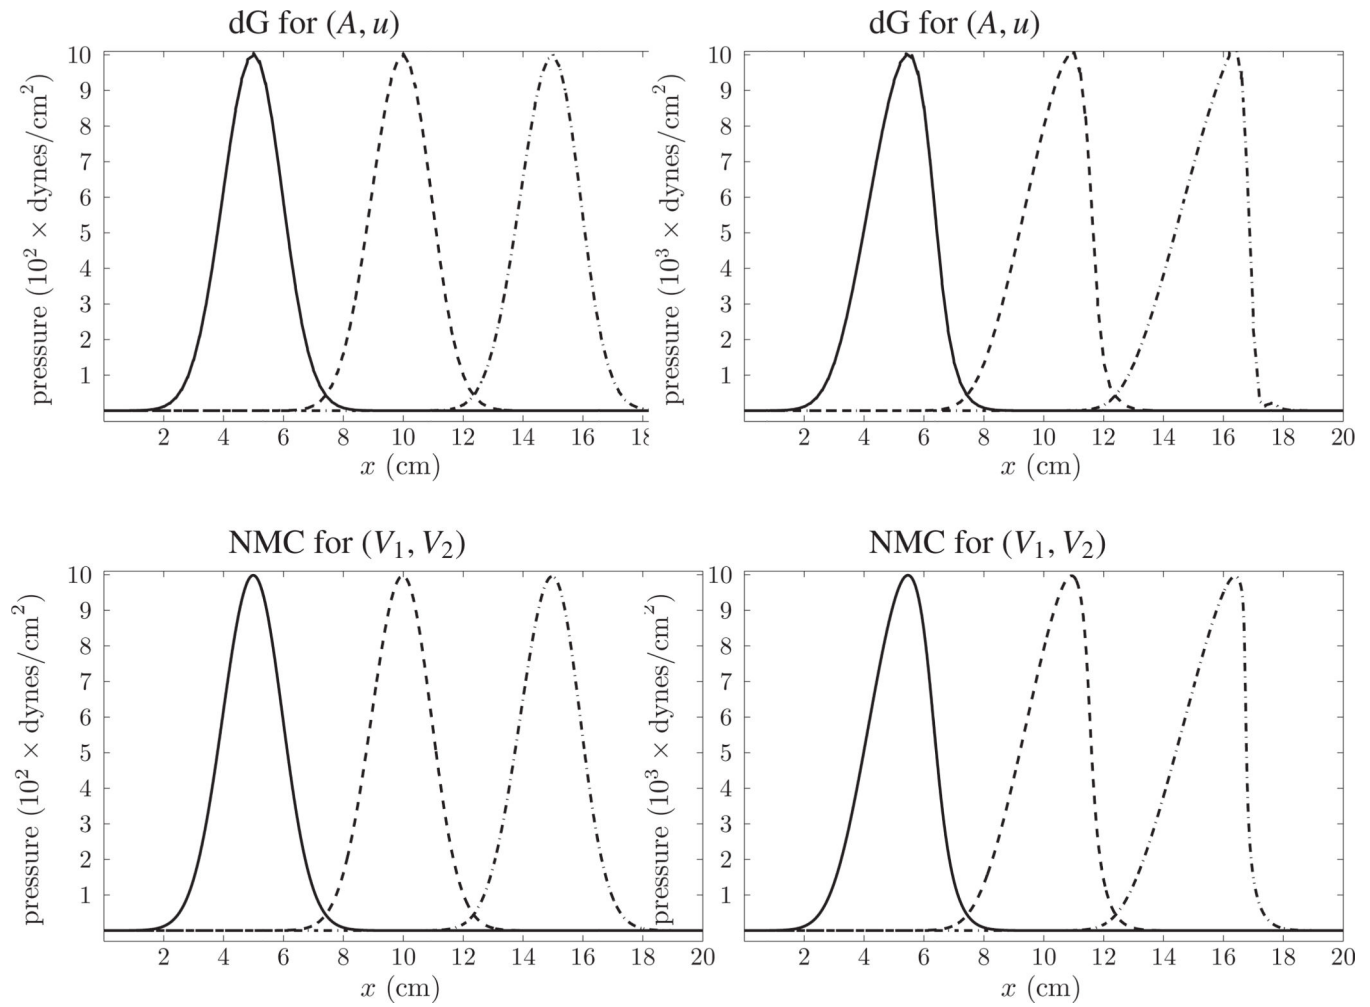 dG for (A, u)
pressure (10² × dynes/cm²)
10
9
8
7
6
5
4
3
2
1
2 4 6 8 10 12 14 16 18
x (cm)
dG for (A, u)
pressure (10³ × dynes/cm²)
10
9
8
7
6
5
4
3
2
1
2 4 6 8 10 12 14 16 18 20
x (cm)
NMC for (V₁, V₂)
pressure (10² × dynes/cm²)
10
9
8
7
6
5
4
3
2
1
2 4 6 8 10 12 14 16 18 20
x (cm)
NMC for (V₁, V₂)
pressure (10³ × dynes/cm²)
10
9
8
7
6
5
4
3
2
1
2 4 6 8 10 12 14 16 18 20
x (cm)